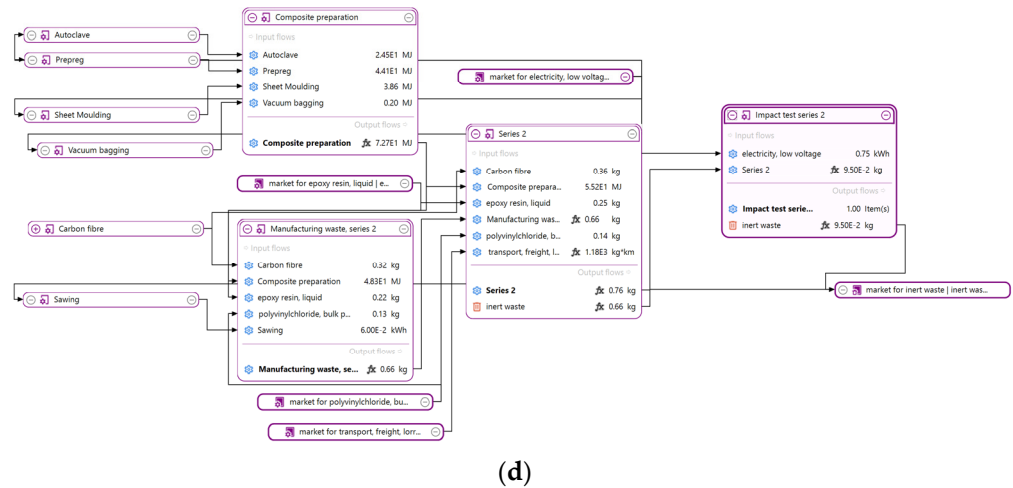 Autoclave
Prepreg
Sheet Moulding
Vacuum bagging
Composite preparation
Input flows
Autoclave 2.45E1 MJ
Prepreg 4.41E1 MJ
Sheet Moulding 3.86 MJ
Vacuum bagging 0.20 MJ
Output flows
Composite preparation fx 7.27E1 MJ
market for electricity, low voltag...
market for epoxy resin, liquid | e...
Carbon fibre
Sawing
Manufacturing waste, series 2
Input flows
Carbon fibre 0.32 kg
Composite preparation 4.83E1 MJ
epoxy resin, liquid 0.22 kg
polyvinylchloride, bulk p... 0.13 kg
Sawing 6.00E-2 kWh
Output flows
Manufacturing waste, se... fx 0.66 kg
market for polyvinylchloride, bu...
market for transport, freight, lorr...
Series 2
Input flows
Carbon fibre 0.36 kg
Composite prepara... 5.52E1 MJ
epoxy resin, liquid 0.25 kg
Manufacturing was... fx 0.66 kg
polyvinylchloride, b... 0.14 kg
transport, freight, l... fx 1.18E3 kg*km
Output flows
Series 2 fx 0.76 kg
inert waste fx 0.66 kg
Impact test series 2
Input flows
electricity, low voltage 0.75 kWh
Series 2 fx 9.50E-2 kg
Output flows
Impact test serie... 1.00 Item(s)
inert waste fx 9.50E-2 kg
market for inert waste | inert was...
(d)